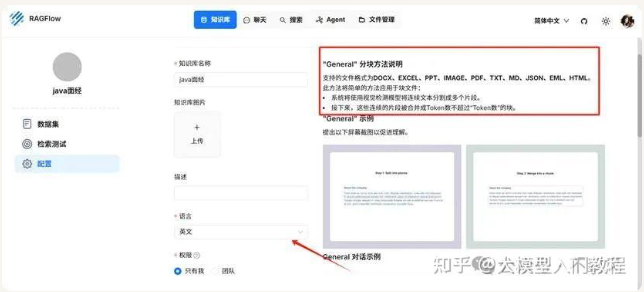 RAGFlow
知识库
聊天
搜索
Agent
文件管理
简体中文
java面经
数据集
检索测试
配置
* 知识库名称
java面经
知识库图片
+
上传
描述
* 语言
英文
* 权限
只有我
团队
"General" 分块方法说明
支持的文件格式为DOCX、EXCEL、PPT、IMAGE、PDF、TXT、MD、JSON、EML、HTML。
此方法将简单的方法应用于块文件：
• 系统将使用视觉检测模型将连续文本分割成多个片段。
• 接下来，这些连续的片段被合并成Token数不超过"Token数"的块。
"General" 示例
提出以下屏幕截图以促进理解。
General 对话示例
知乎 @大模型入门教程